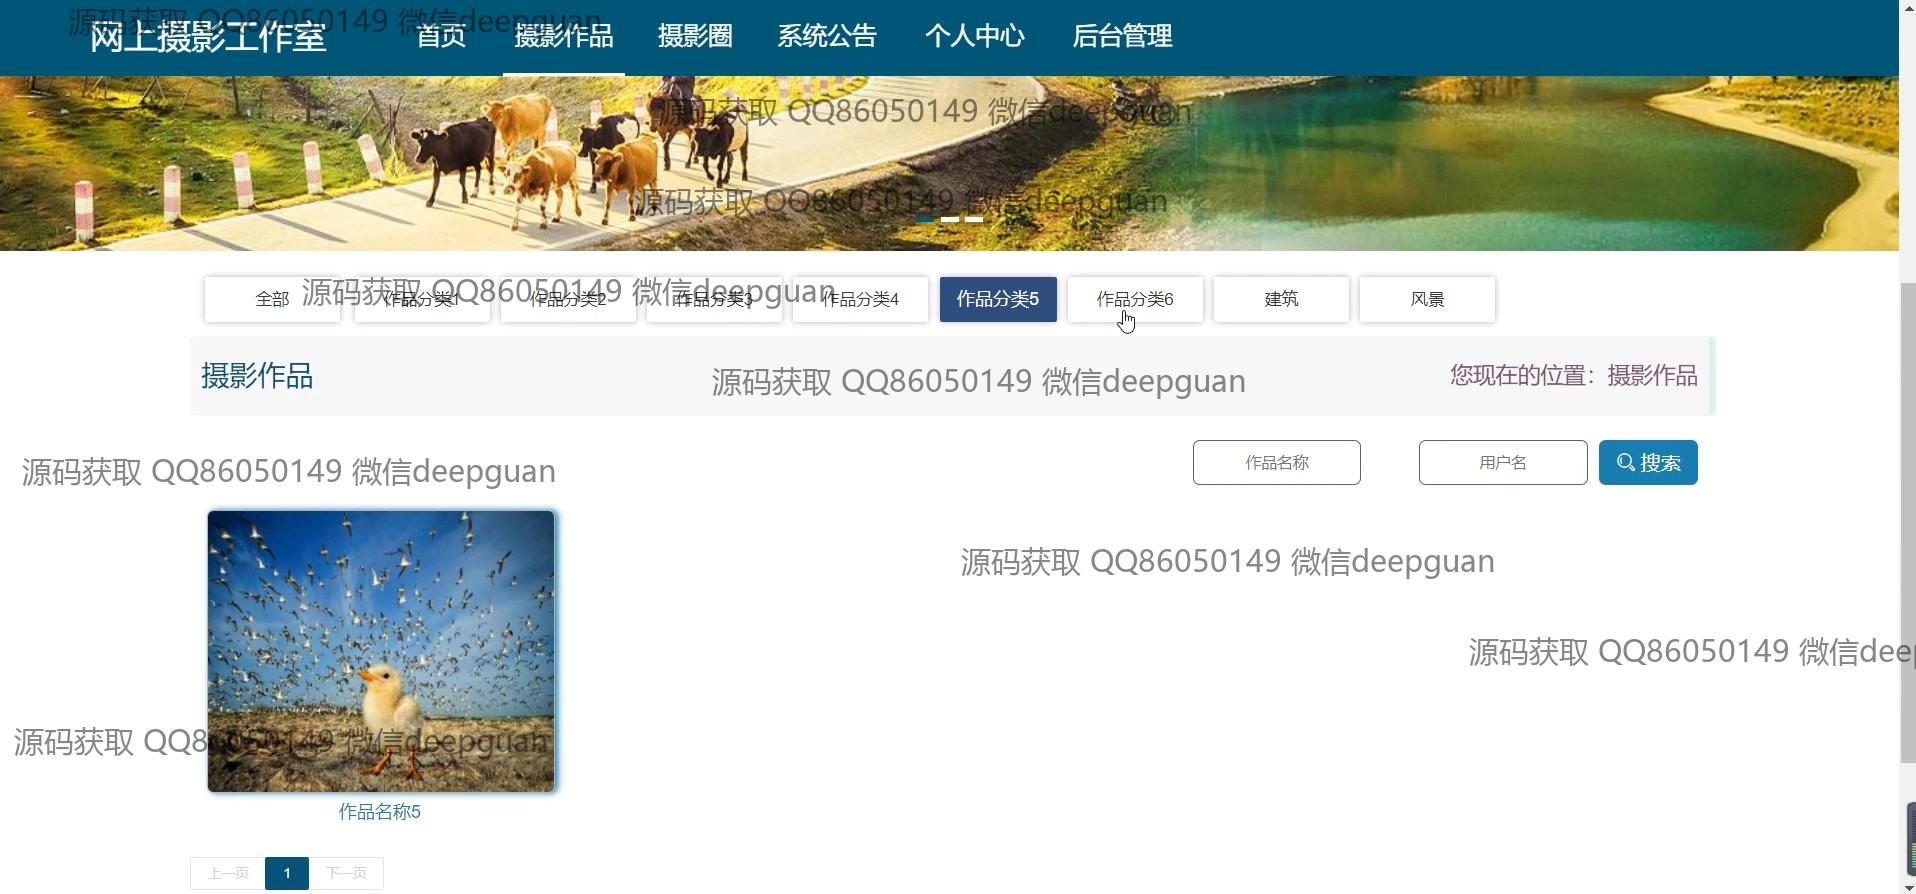 源码获取 QQ86050149 微信deepguan
网上摄影工作室 首页 摄影作品 摄影圈 系统公告 个人中心 后台管理
源码获取 QQ86050149 微信deepguan
源码获取 QQ86050149 微信deepguan
源码获取 QQ86050149 微信deepguan
全部 作品分类1 作品分类2 作品分类3 作品分类4 作品分类5 作品分类6 建筑 风景
摄影作品
源码获取 QQ86050149 微信deepguan
您现在的位置：摄影作品
源码获取 QQ86050149 微信deepguan
作品名称 用户名 搜索
源码获取 QQ86050149 微信deepguan
源码获取 QQ86050149 微信deep
源码获取 QQ86050149 微信deepguan
作品名称5
上一页 1 下一页